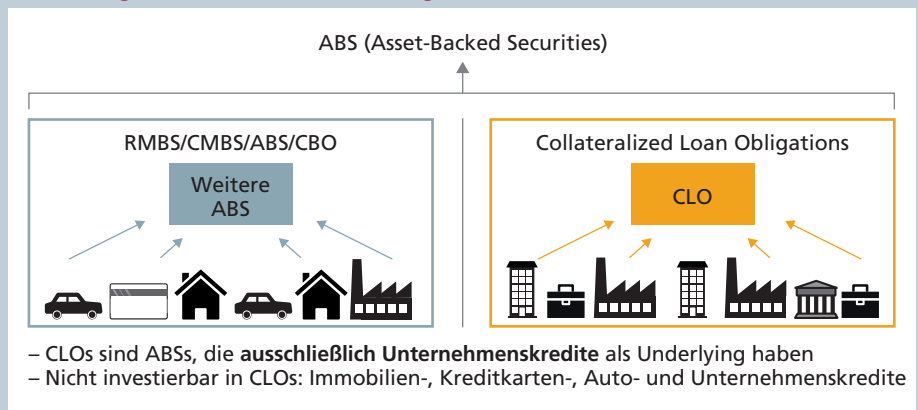 ABS (Asset-Backed Securities)
RMBS/CMBS/ABS/CBO
Weitere
ABS
Collateralized Loan Obligations
CLO
– CLOs sind ABSs, die ausschließlich Unternehmenskredite als Underlying haben
– Nicht investierbar in CLOs: Immobilien-, Kreditkarten-, Auto- und Unternehmenskredite